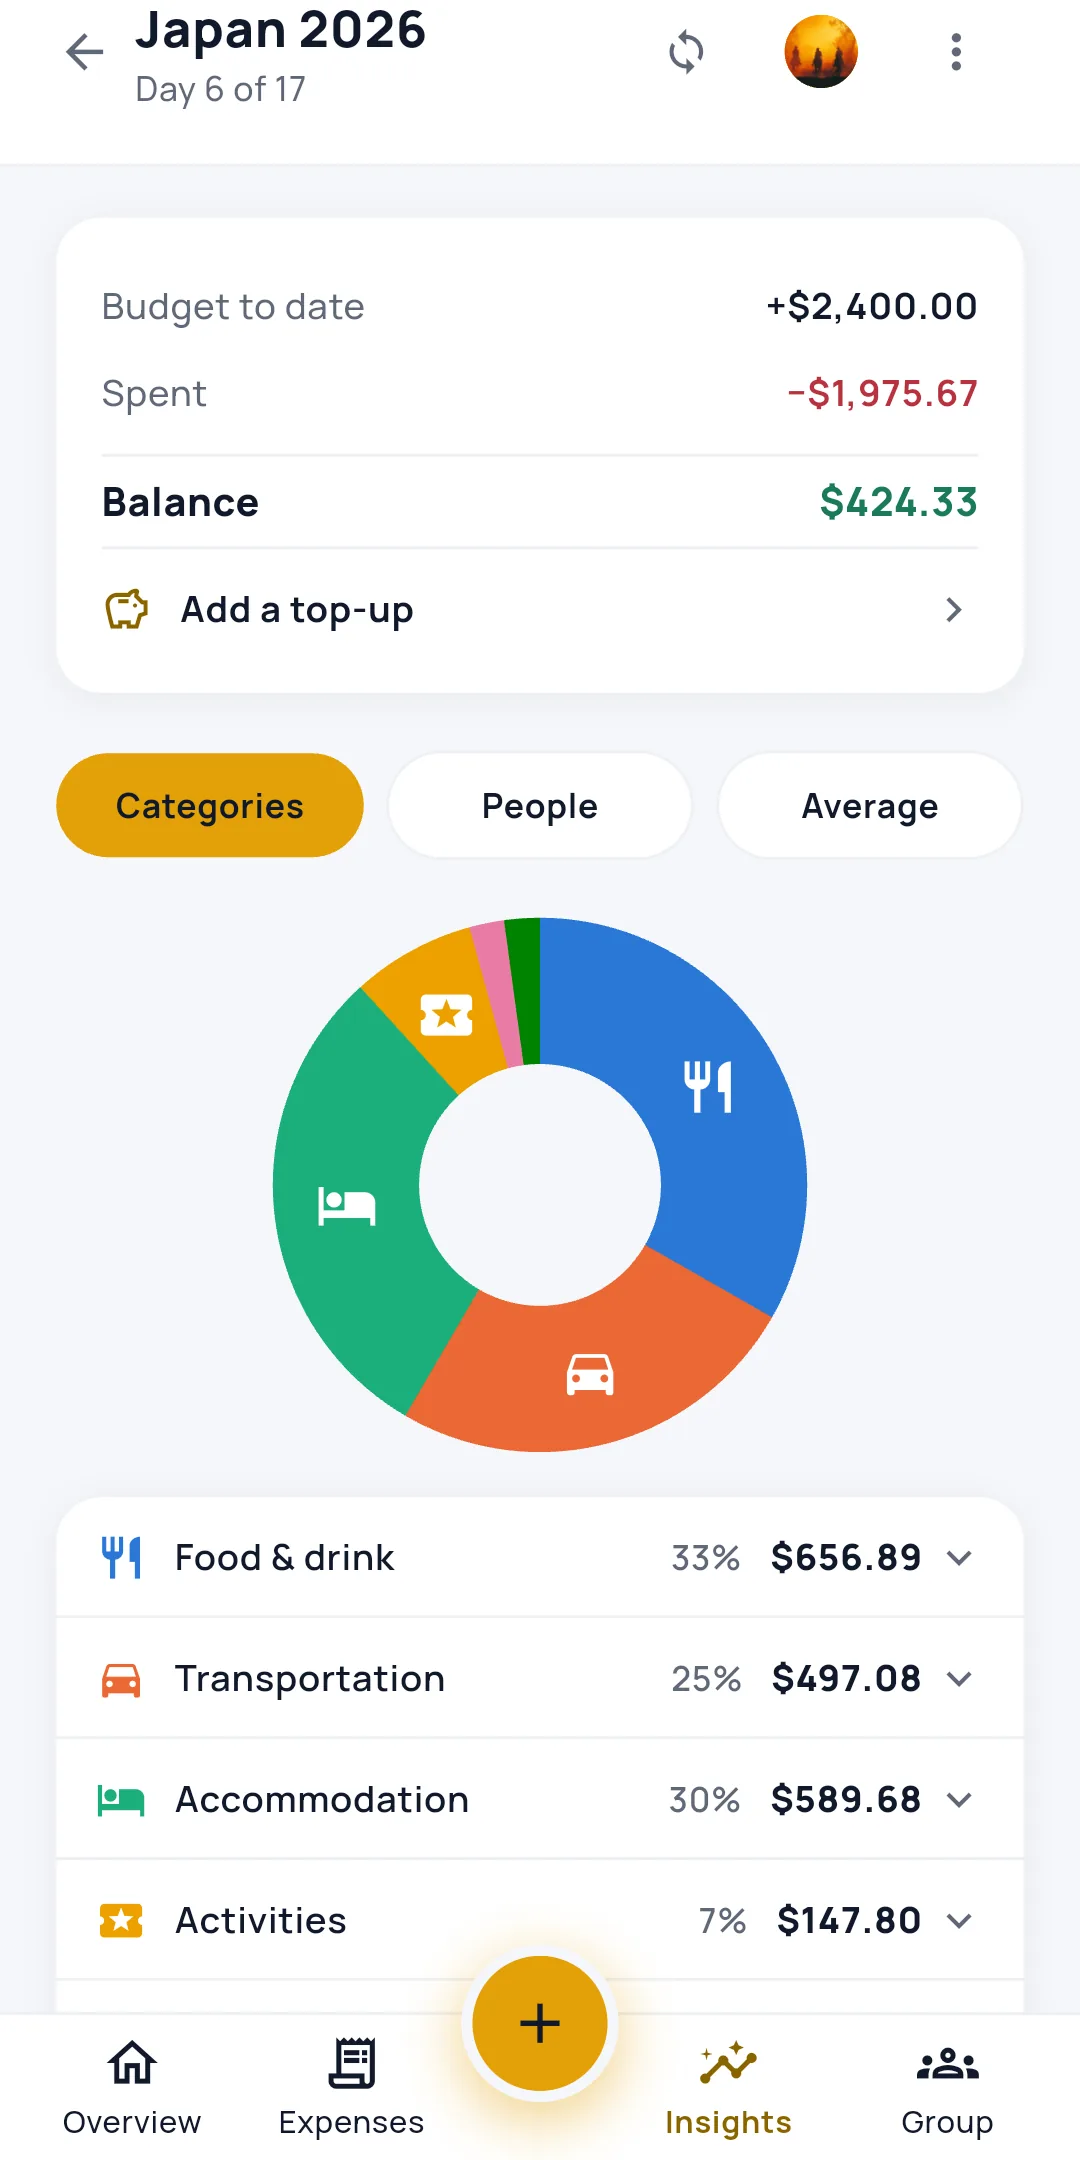 Japan 2026
Day 6 of 17
Budget to date +$2,400.00
Spent −$1,975.67
Balance $424.33
Add a top-up
Categories People Average
Food & drink 33% $656.89
Transportation 25% $497.08
Accommodation 30% $589.68
Activities 7% $147.80
Overview Expenses Insights Group